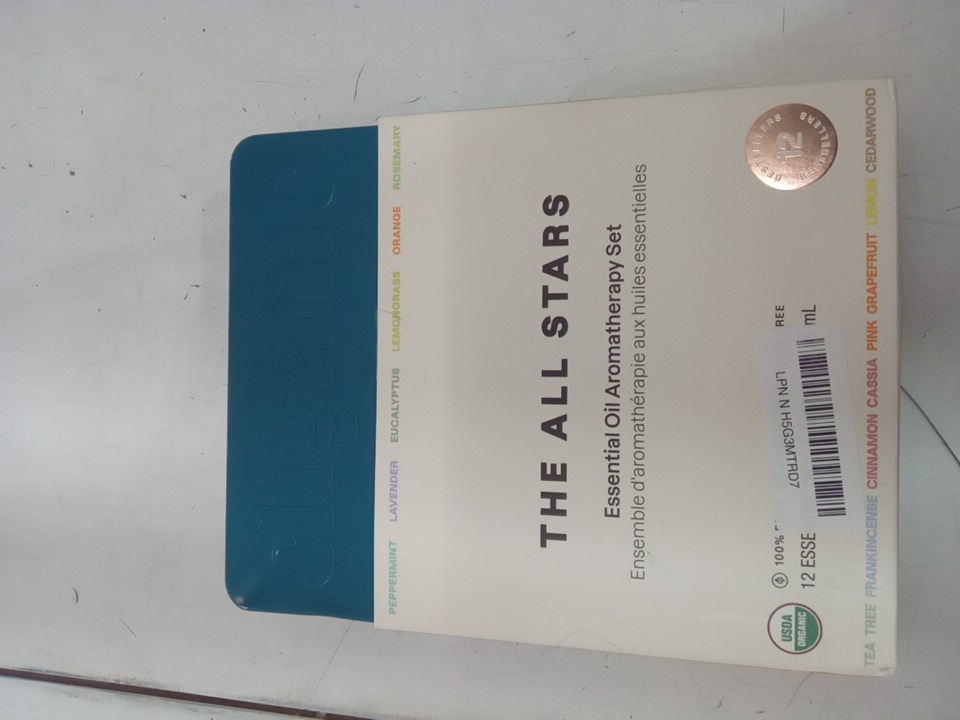 cliganic
PEPPERMINT LAVENDER EUCALYPTUS LEMONGRASS ORANGE ROSEMARY
THE ALL STARS
Essential Oil Aromatherapy Set
Ensemble d'aromathérapie aux huiles essentielles
BESTSELLERS
12
BESTSELLERS
100% REE
12 ESSE mL
LPN N H5G3MTRD7
USDA
ORGANIC
TEA TREE FRANKINCENSE CINNAMON CASSIA PINK GRAPEFRUIT LEMON CEDARWOOD